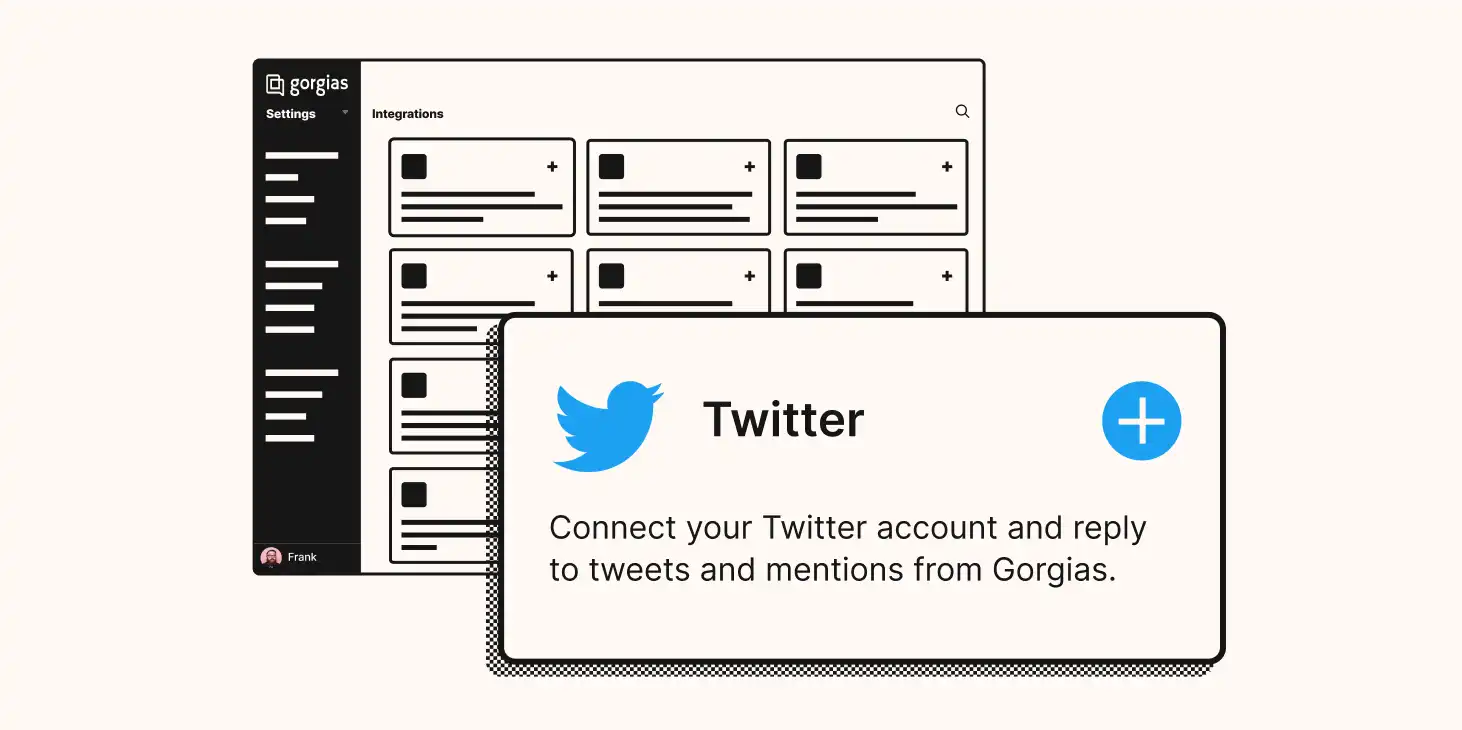 gorgias
Settings
Integrations
Twitter
Connect your Twitter account and reply
to tweets and mentions from Gorgias.
Frank